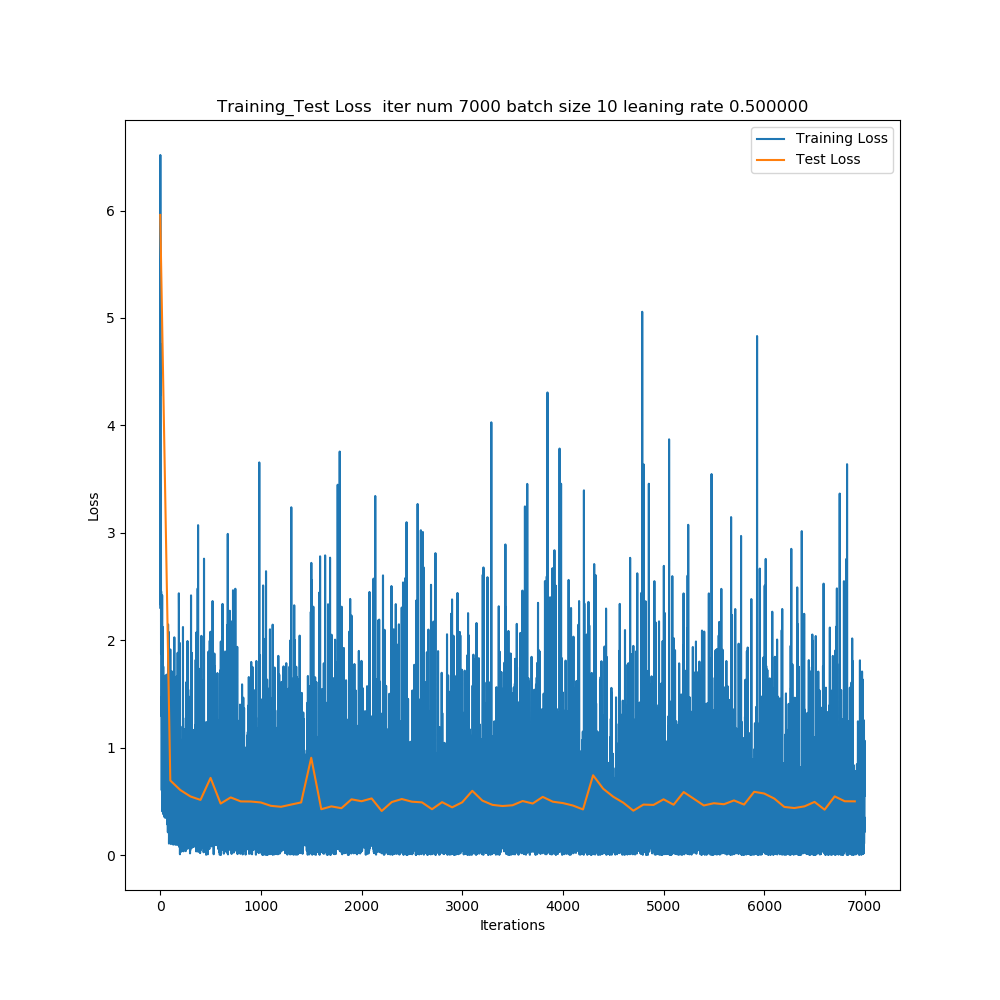 Training_Test Loss  iter num 7000 batch size 10 leaning rate 0.500000
Training Loss
Test Loss
6
5
4
3
2
1
0
Loss
0 1000 2000 3000 4000 5000 6000 7000
Iterations